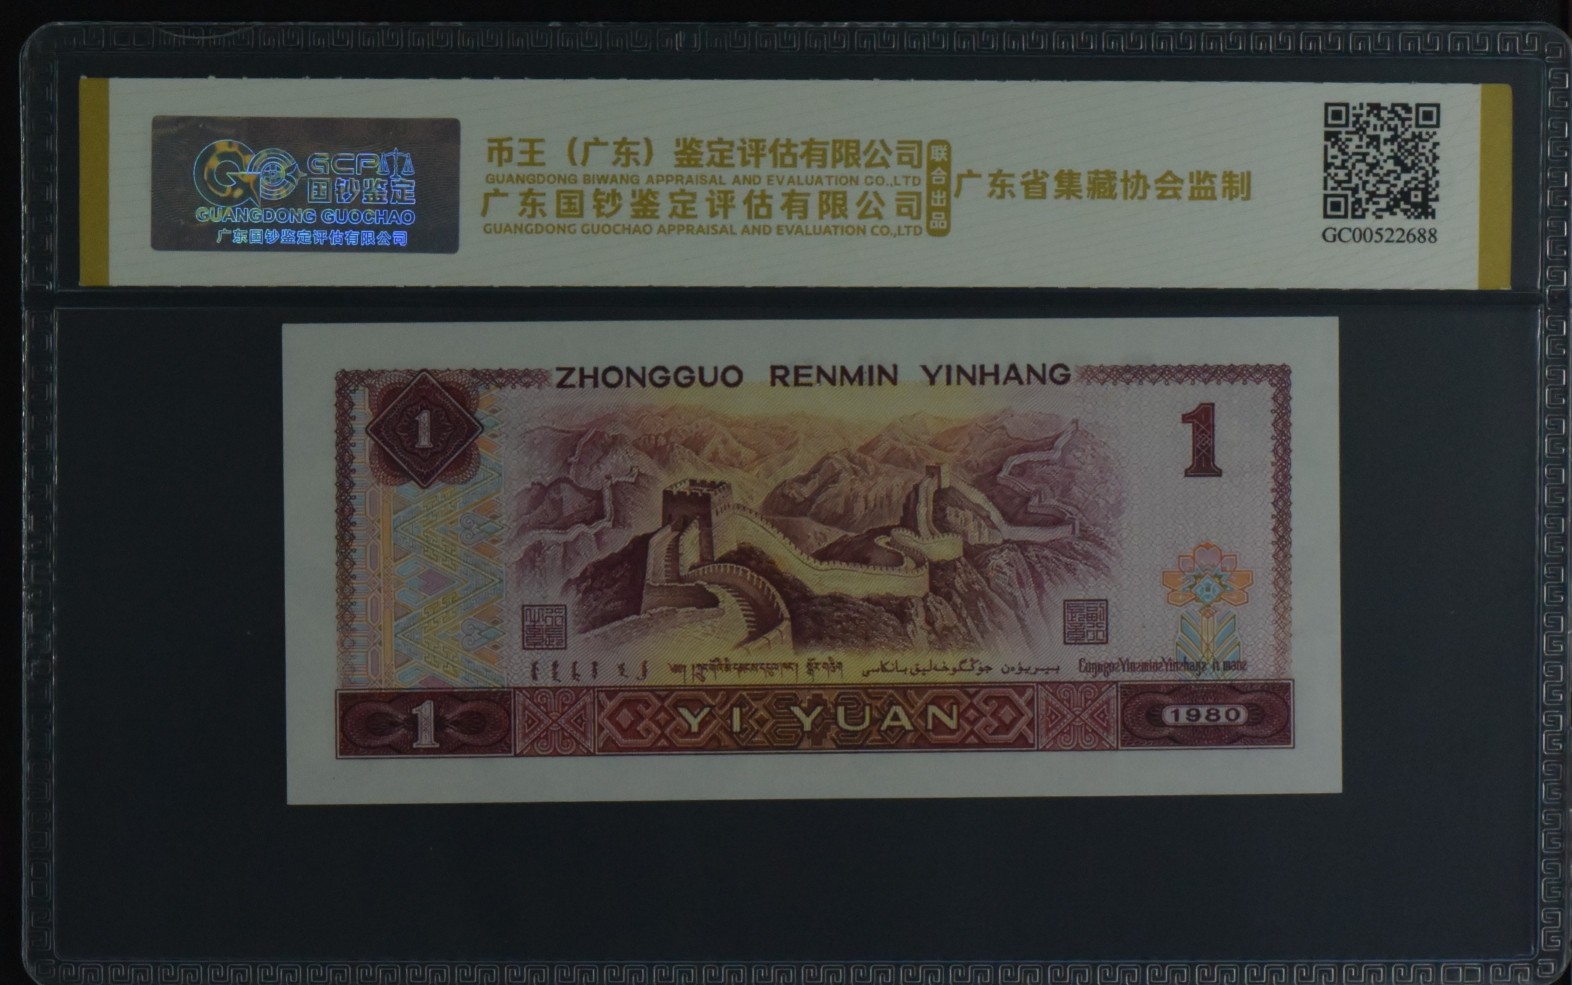 GCP
国钞鉴定
GUANGDONG GUOCHAO
广东国钞鉴定评估有限公司
币王（广东）鉴定评估有限公司
GUANGDONG BIWANG APPRAISAL AND EVALUATION CO.,LTD
广东国钞鉴定评估有限公司
GUANGDONG GUOCHAO APPRAISAL AND EVALUATION CO.,LTD
联合出品
广东省集藏协会监制
GC00522688
ZHONGGUO RENMIN YINHANG
1
1
1
YI YUAN
1980